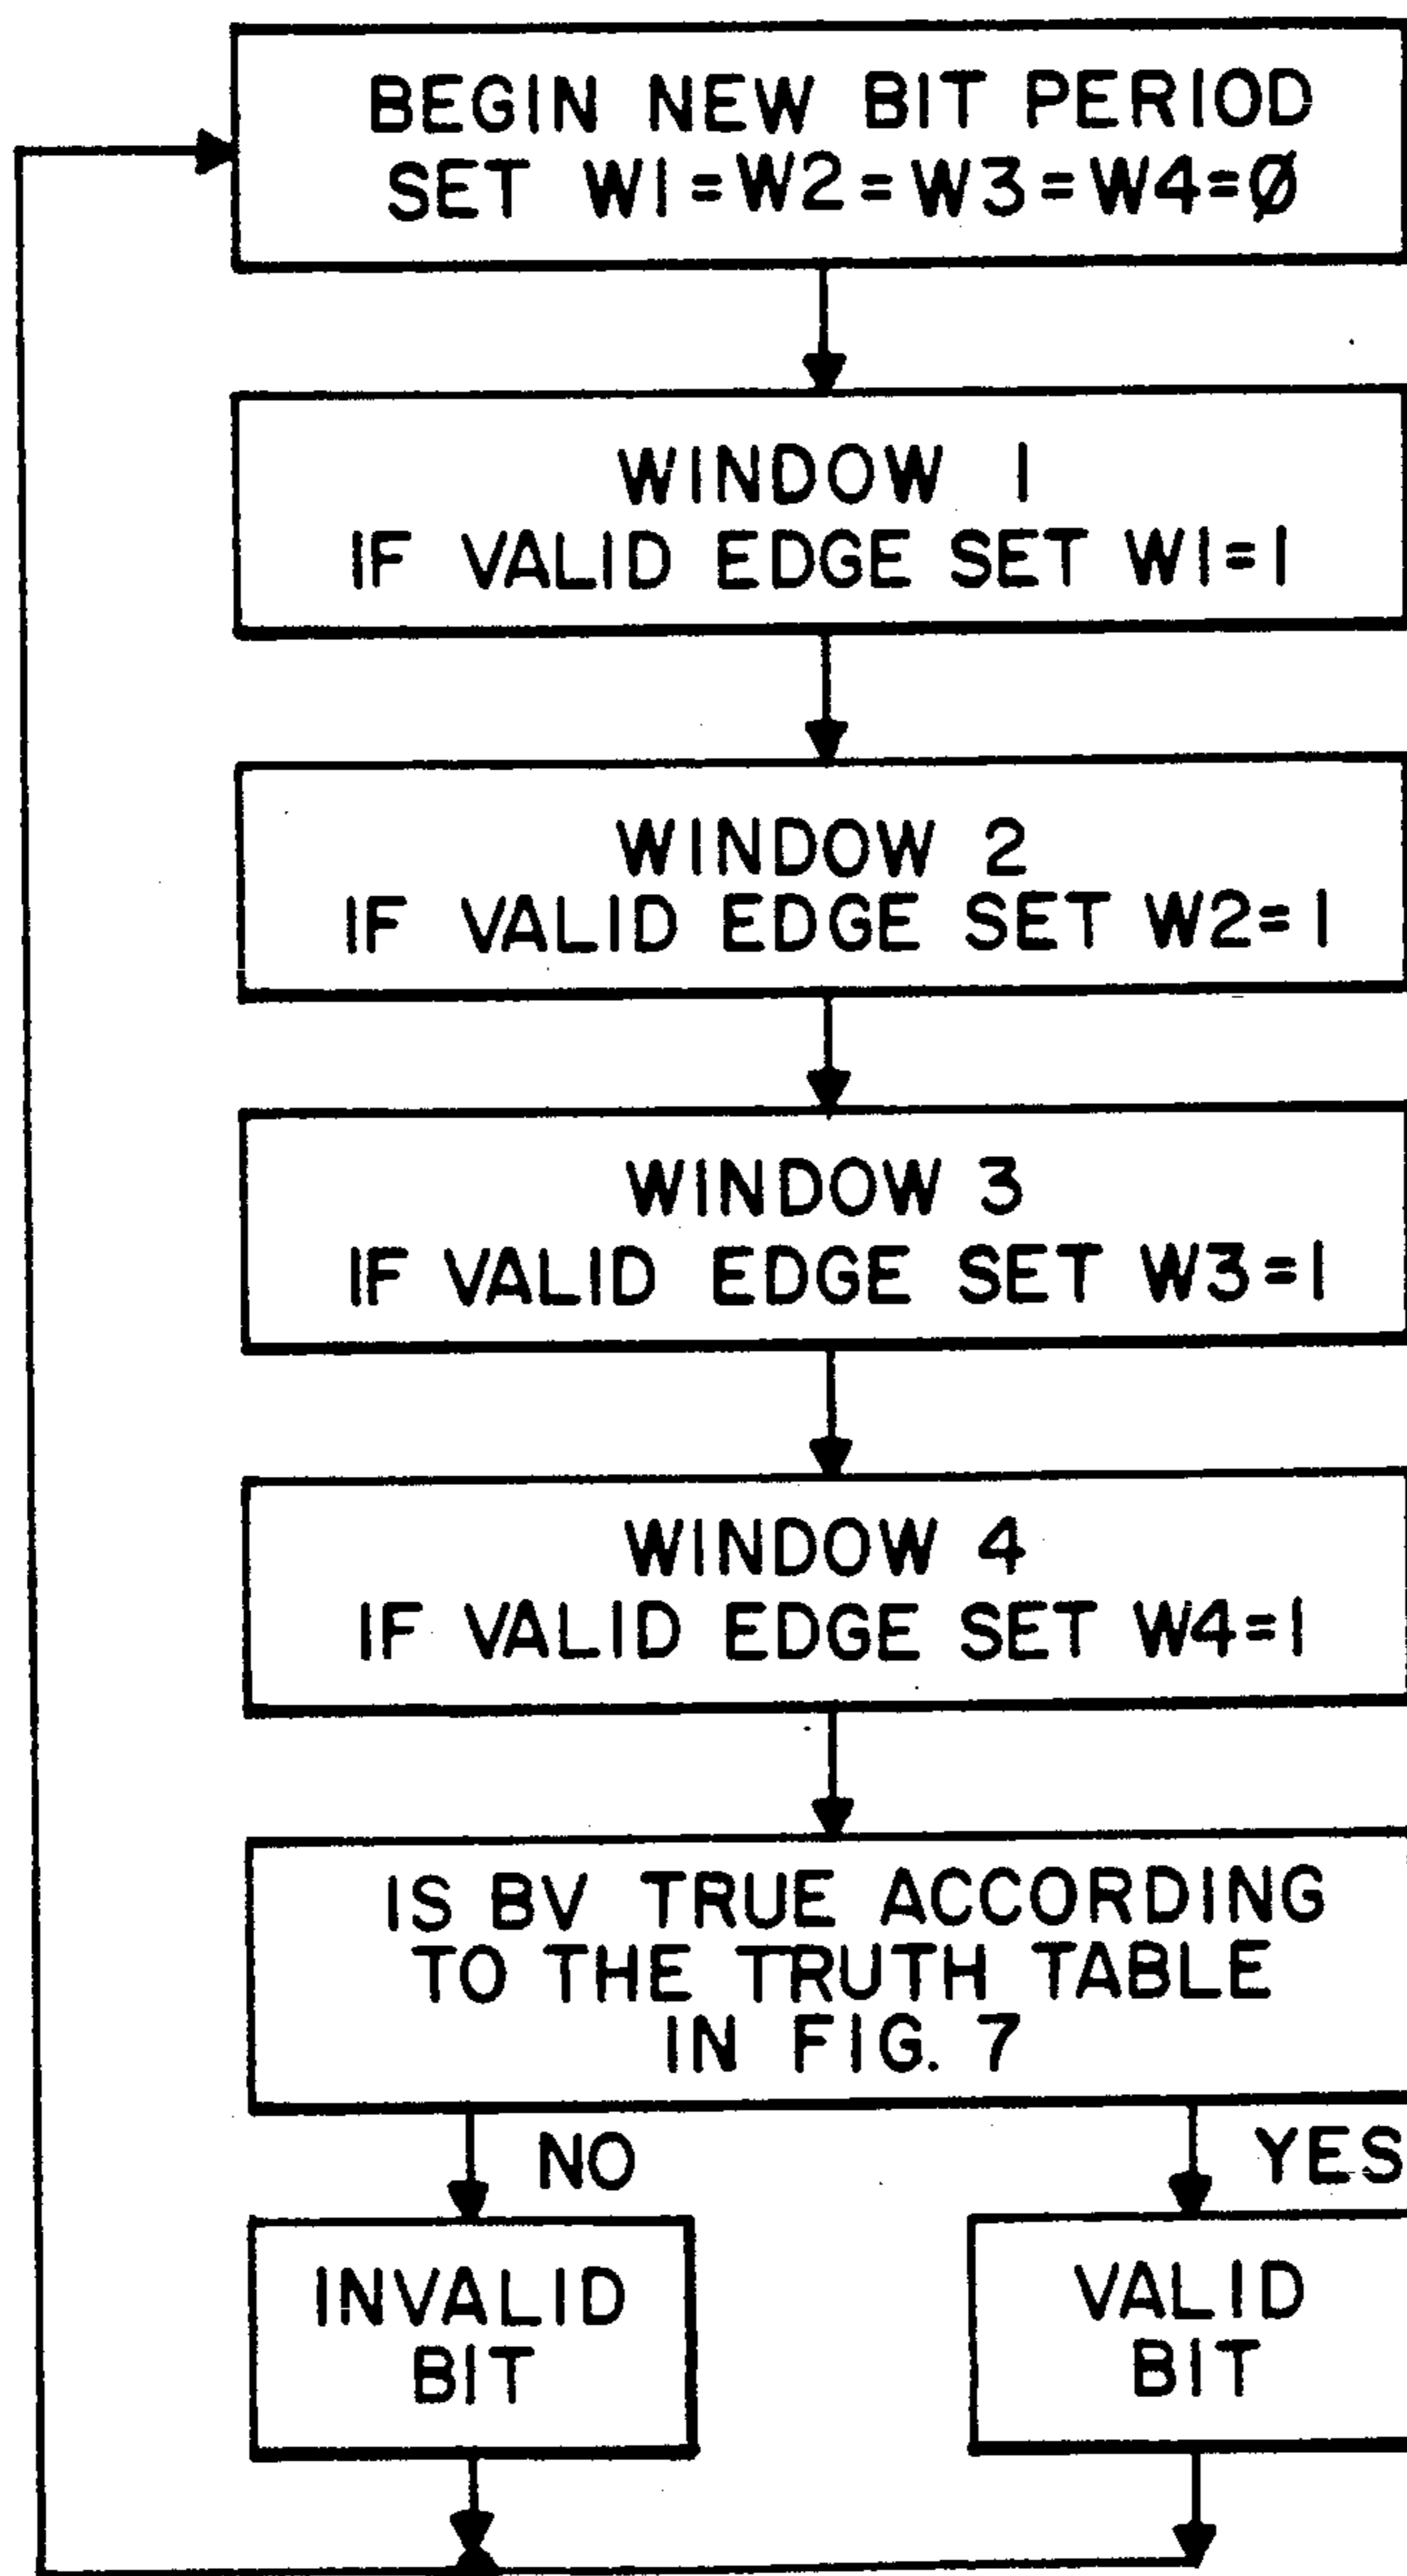 BEGIN NEW BIT PERIOD
SET W1=W2=W3=W4=Ø
WINDOW 1
IF VALID EDGE SET W1=1
WINDOW 2
IF VALID EDGE SET W2=1
WINDOW 3
IF VALID EDGE SET W3=1
WINDOW 4
IF VALID EDGE SET W4=1
IS BV TRUE ACCORDING
TO THE TRUTH TABLE
IN FIG. 7
NO
YES
INVALID
BIT
VALID
BIT